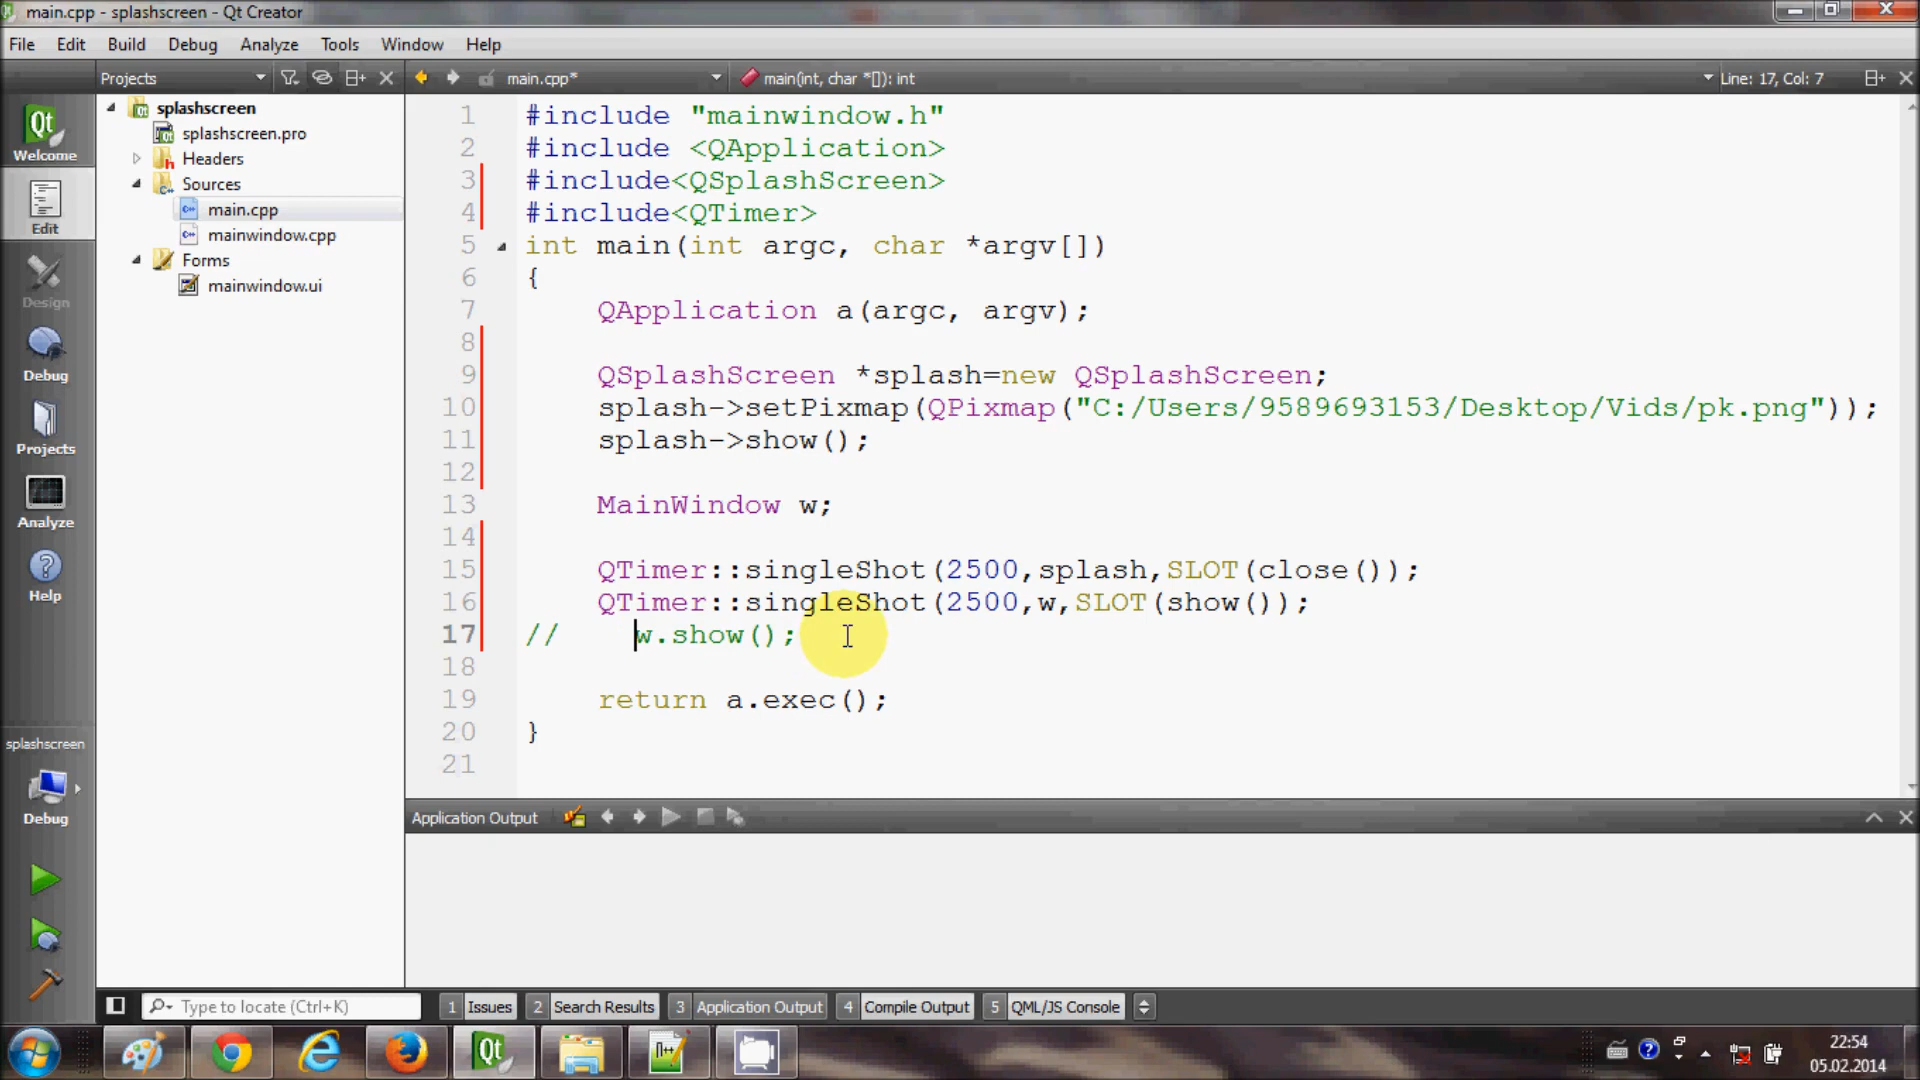 main.cpp - splashscreen - Qt Creator
File Edit Build Debug Analyze Tools Window Help
Projects main.cpp* main(int, char *[]): int Line: 17, Col: 7
Qt
Welcome
Edit
Design
Debug
Projects
Analyze
Help
splashscreen
Debug
splashscreen
splashscreen.pro
Headers
Sources
main.cpp
mainwindow.cpp
Forms
mainwindow.ui
1 #include "mainwindow.h"
2 #include <QApplication>
3 #include<QSplashScreen>
4 #include<QTimer>
5 int main(int argc, char *argv[])
6 {
7 QApplication a(argc, argv);
8
9 QSplashScreen *splash=new QSplashScreen;
10 splash->setPixmap(QPixmap("C:/Users/9589693153/Desktop/Vids/pk.png"));
11 splash->show();
12
13 MainWindow w;
14
15 QTimer::singleShot(2500,splash,SLOT(close());
16 QTimer::singleShot(2500,w,SLOT(show());
17 // w.show();
18
19 return a.exec();
20 }
21
Application Output
Type to locate (Ctrl+K) 1 Issues 2 Search Results 3 Application Output 4 Compile Output 5 QML/JS Console
Qt
22:54
05.02.2014